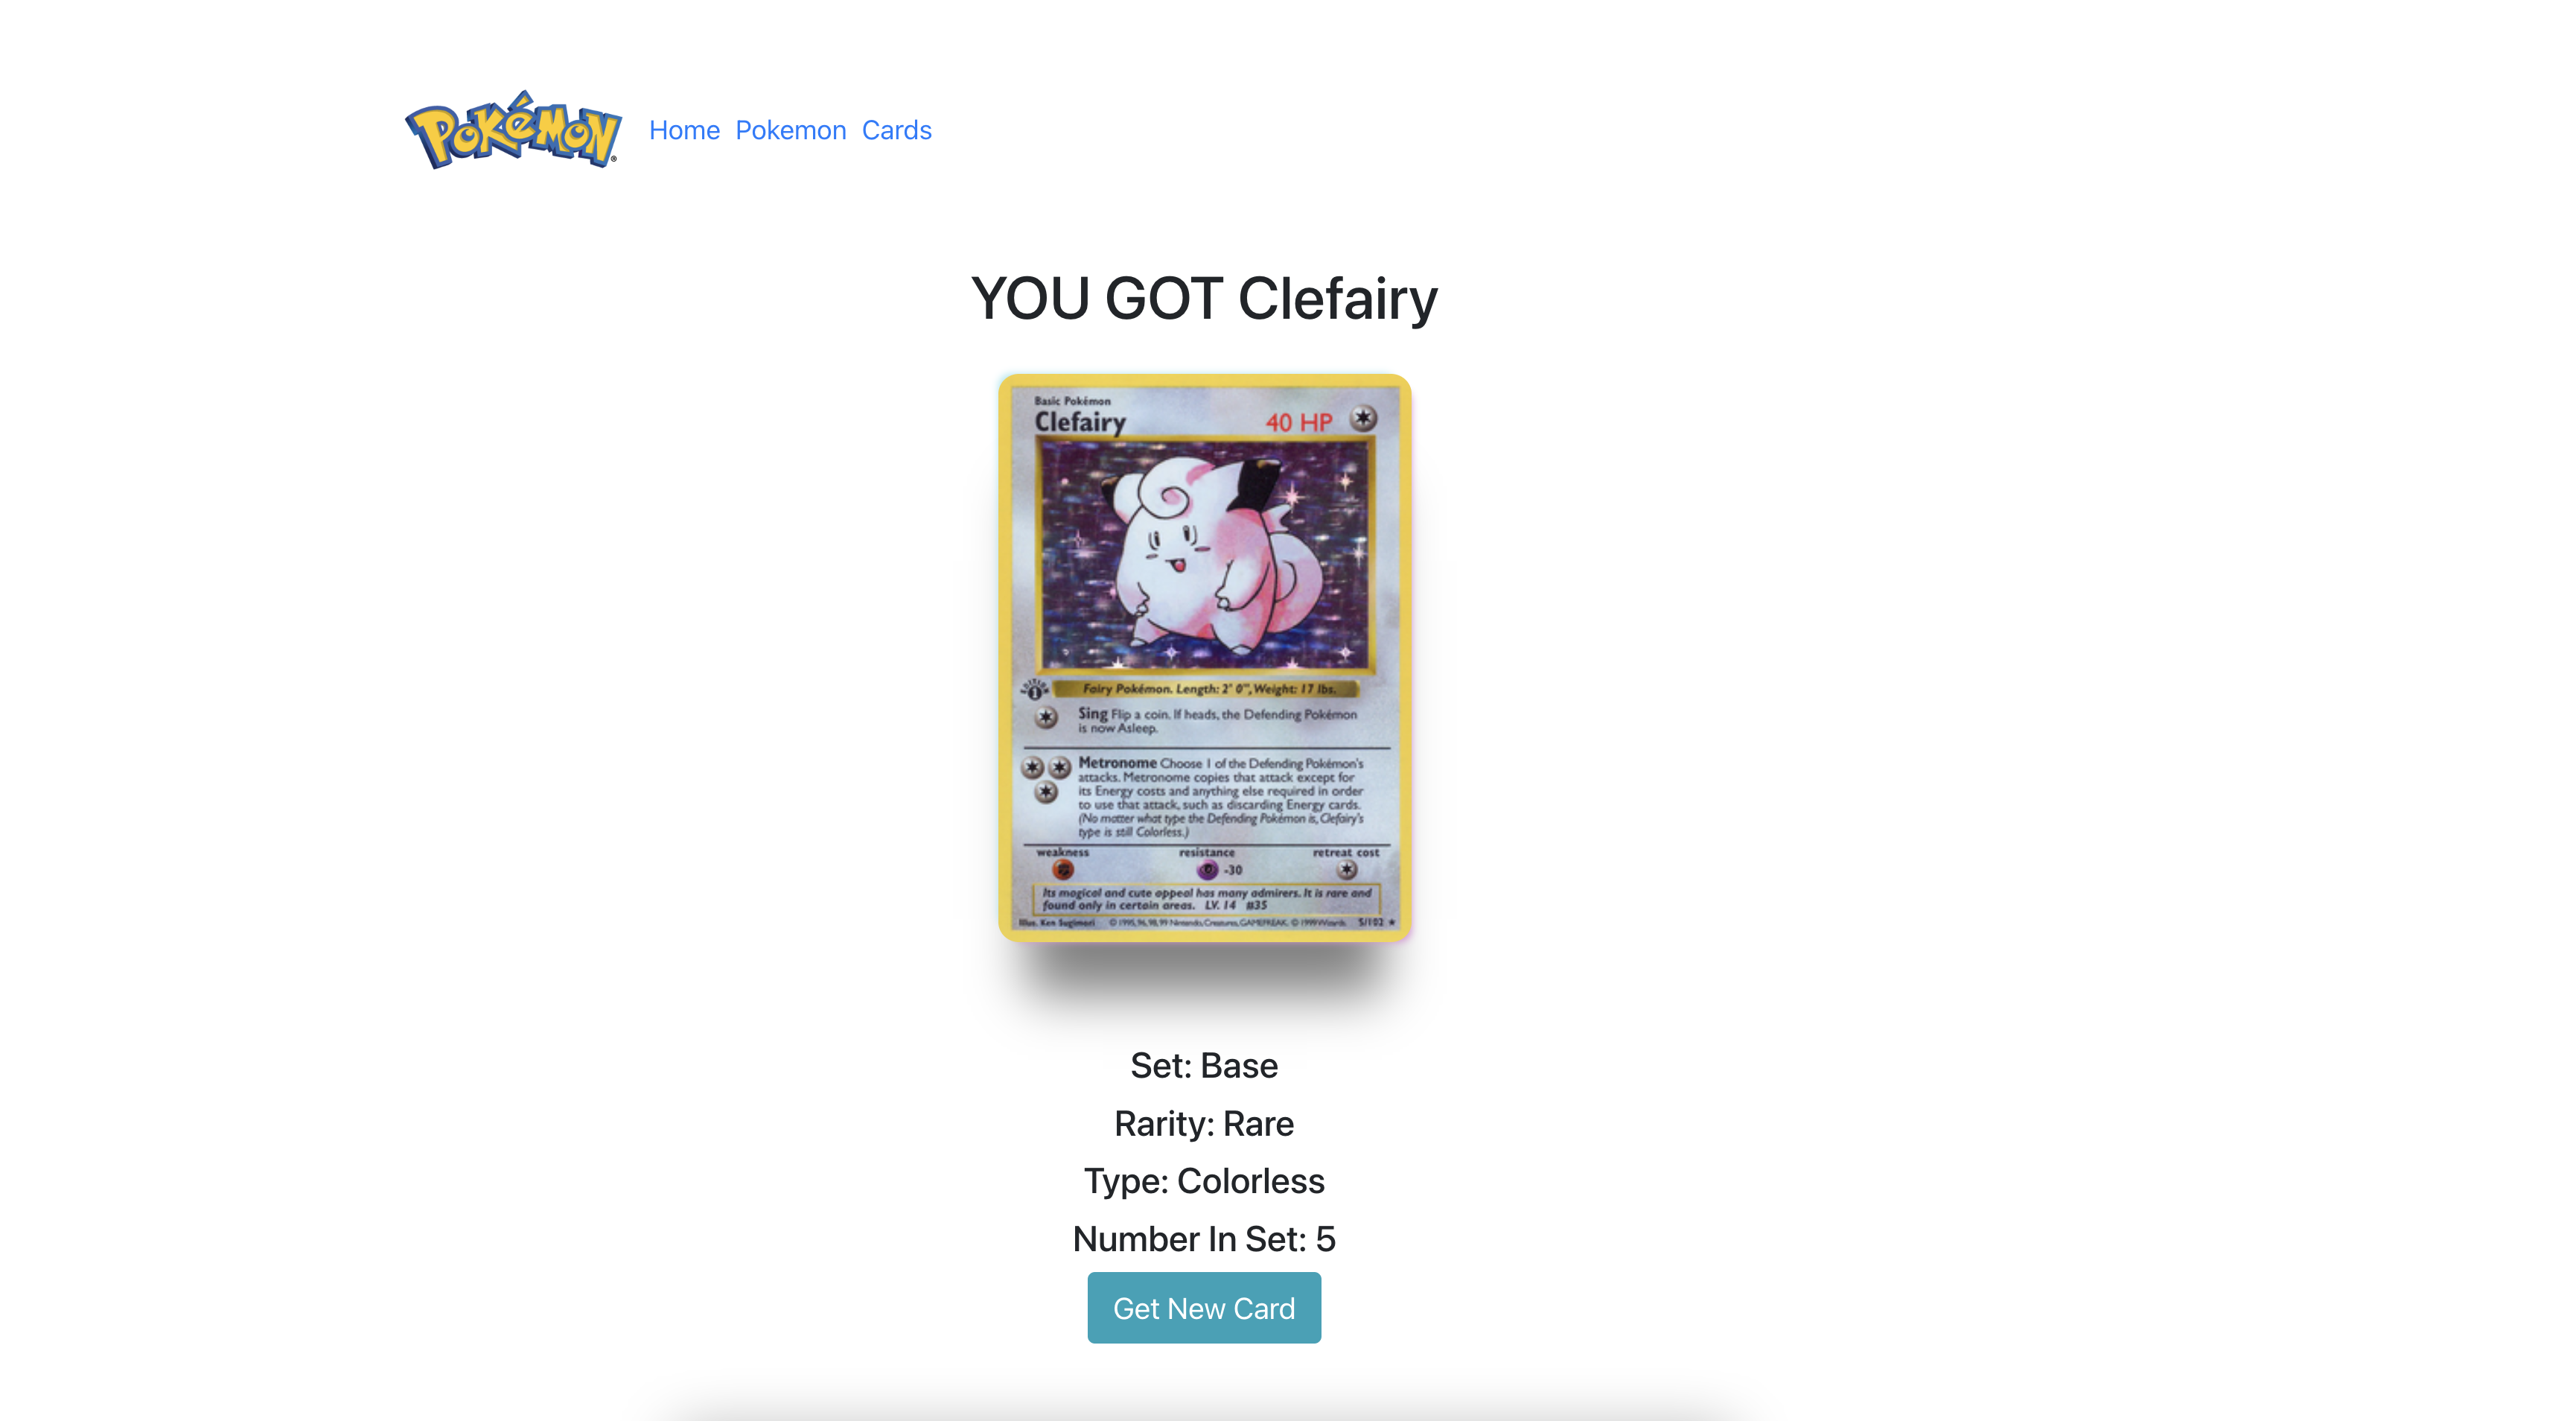 Pokémon
Home Pokemon Cards
YOU GOT Clefairy
Basic Pokémon
Clefairy 40 HP
EDITION 1
Fairy Pokémon. Length: 2' 0", Weight: 17 lbs.
Sing Flip a coin. If heads, the Defending Pokémon
is now Asleep.
Metronome Choose 1 of the Defending Pokémon's
attacks. Metronome copies that attack except for
its Energy costs and anything else required in order
to use that attack, such as discarding Energy cards.
(No matter what type the Defending Pokémon is, Clefairy's
type is still Colorless.)
weakness resistance retreat cost
-30
Its magical and cute appeal has many admirers. It is rare and
found only in certain areas. LV. 14 #35
Illus. Ken Sugimori © 1995, 96, 98, 99 Nintendo, Creatures, GAMEFREAK. © 1999 Wizards. 5/102 ★
Set: Base
Rarity: Rare
Type: Colorless
Number In Set: 5
Get New Card